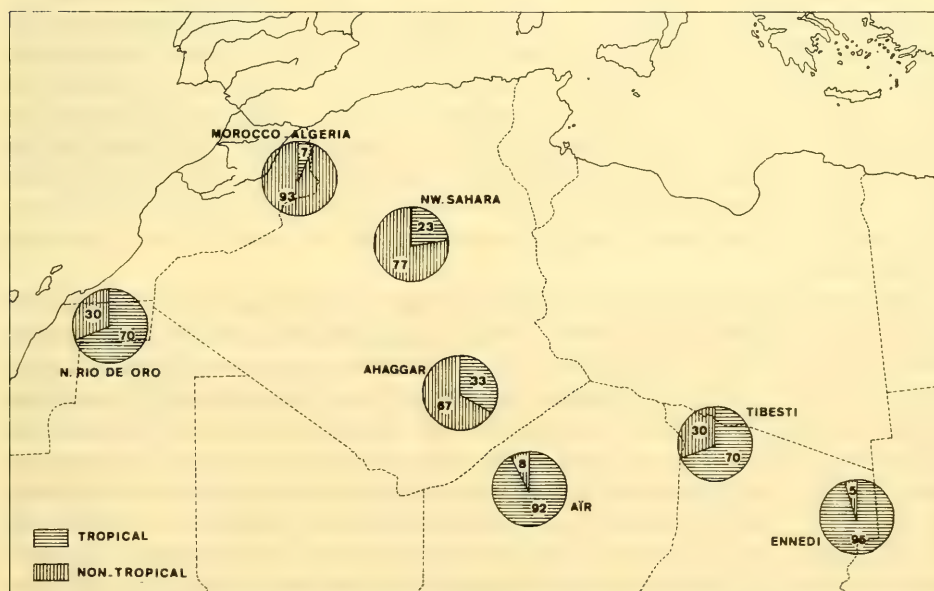 MOROCCO-ALGERIA
7
93
NW. SAHARA
23
77
30
70
N. RIO DE ORO
AHAGGAR
33
67
TIBESTI
30
70
8
92
AÏR
5
95
ENNEDI
TROPICAL
NON-TROPICAL